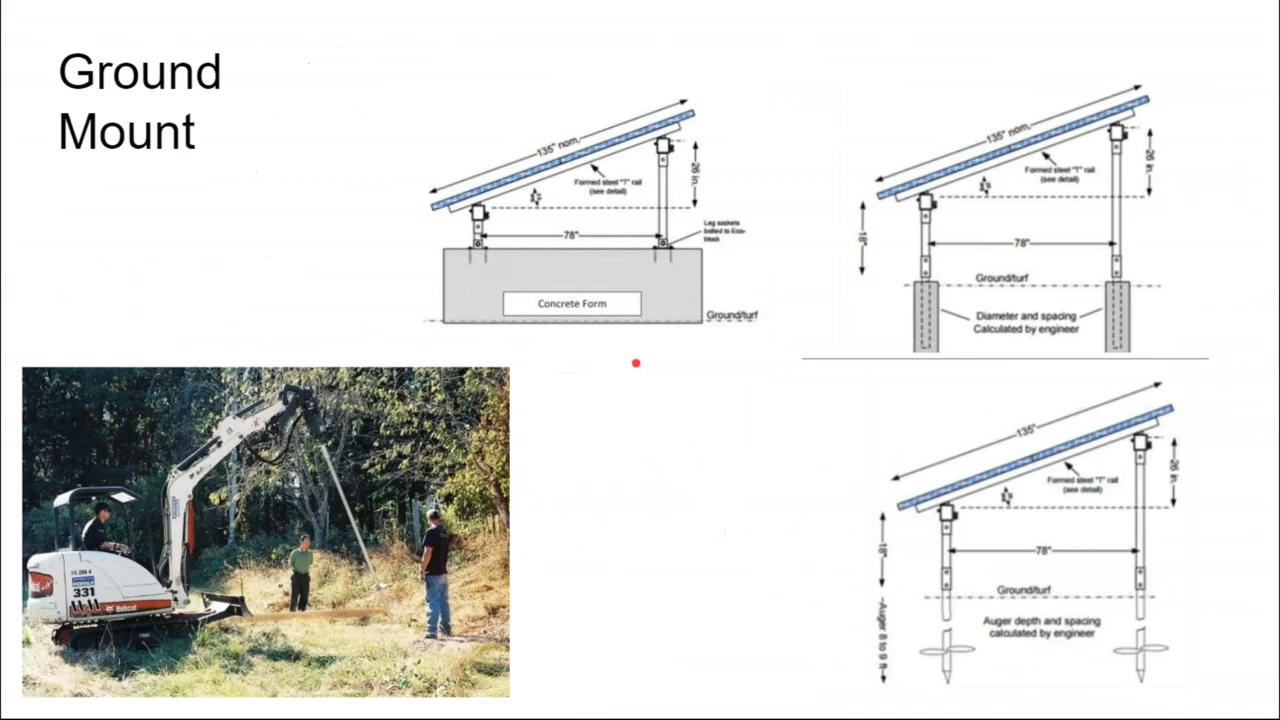 Ground
Mount
135" nom.
Formed steel "T" rail
(see detail)
26 in.
78"
Leg sockets
bolted to Eco-
block
Concrete Form
Ground/turf
135" nom.
Formed steel "T" rail
(see detail)
26 in.
18"
78"
Ground/turf
Diameter and spacing
Calculated by engineer
331
Bobcat
135"
Formed steel "T" rail
(see detail)
26 in.
18"
78"
Ground/turf
Auger depth and spacing
calculated by engineer
Auger 8 to 9 ft